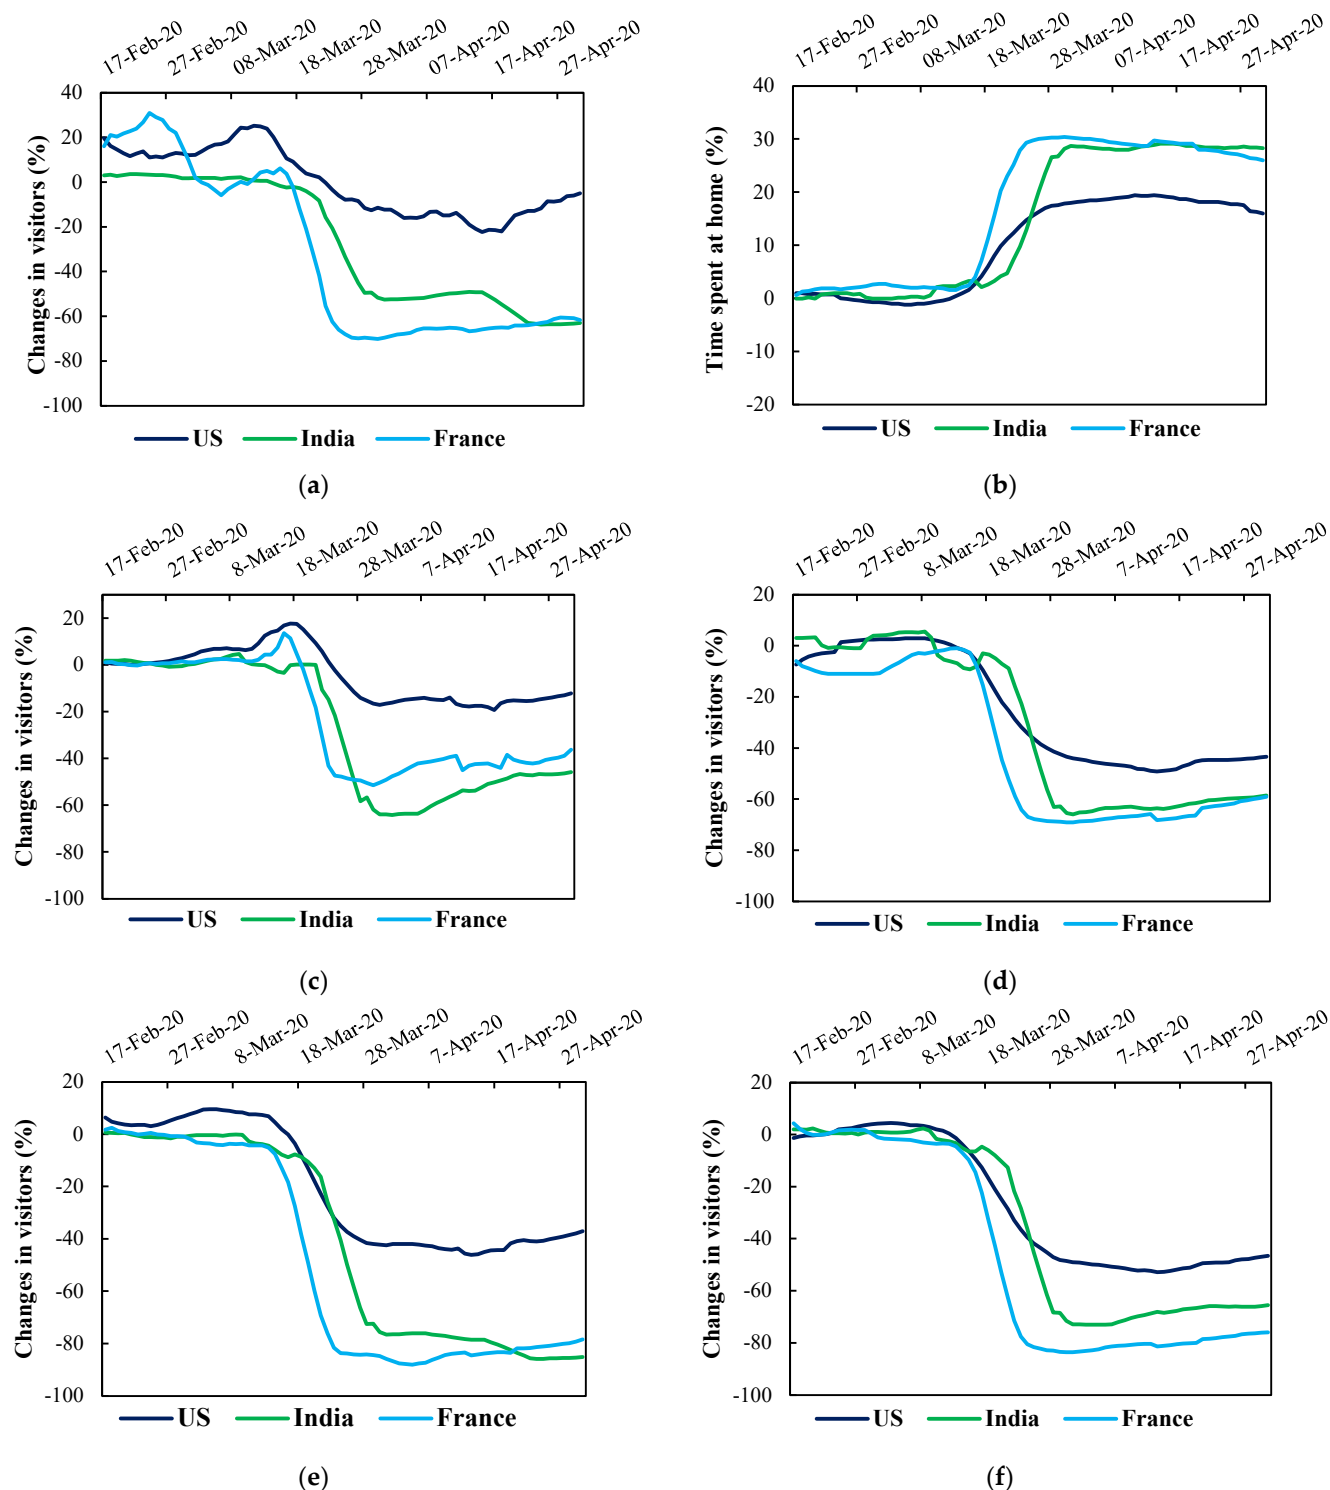 17-Feb-20 27-Feb-20 08-Mar-20 18-Mar-20 28-Mar-20 07-Apr-20 17-Apr-20 27-Apr-20
40
20
0
-20
-40
-60
-80
-100
Changes in visitors (%)
US India France
(a)
17-Feb-20 27-Feb-20 08-Mar-20 18-Mar-20 28-Mar-20 07-Apr-20 17-Apr-20 27-Apr-20
40
30
20
10
0
-10
-20
Time spent at home (%)
US India France
(b)
17-Feb-20 27-Feb-20 8-Mar-20 18-Mar-20 28-Mar-20 7-Apr-20 17-Apr-20 27-Apr-20
20
0
-20
-40
-60
-80
-100
Changes in visitors (%)
US India France
(c)
17-Feb-20 27-Feb-20 8-Mar-20 18-Mar-20 28-Mar-20 7-Apr-20 17-Apr-20 27-Apr-20
20
0
-20
-40
-60
-80
-100
Changes in visitors (%)
US India France
(d)
17-Feb-20 27-Feb-20 8-Mar-20 18-Mar-20 28-Mar-20 7-Apr-20 17-Apr-20 27-Apr-20
20
0
-20
-40
-60
-80
-100
Changes in visitors (%)
US India France
(e)
17-Feb-20 27-Feb-20 8-Mar-20 18-Mar-20 28-Mar-20 7-Apr-20 17-Apr-20 27-Apr-20
20
0
-20
-40
-60
-80
-100
Changes in visitors (%)
US India France
(f)